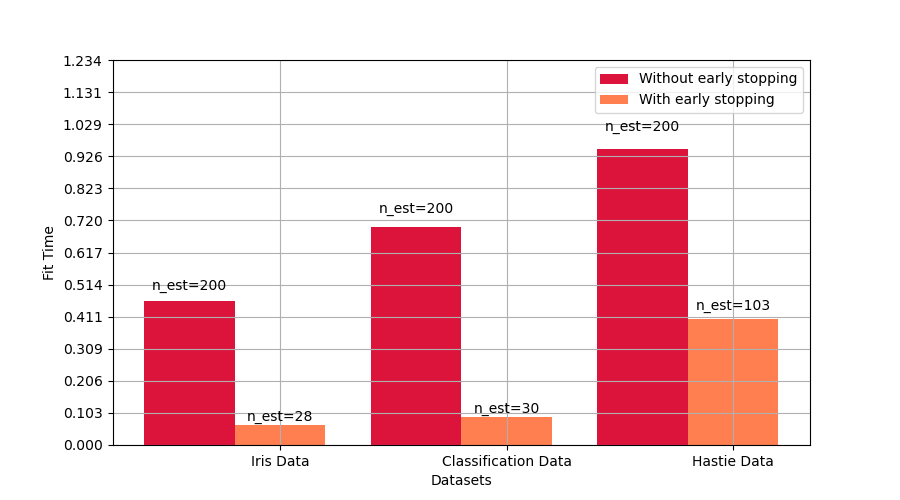 1.234
1.131
1.029
0.926
0.823
0.720
0.617
0.514
0.411
0.309
0.206
0.103
0.000
Fit Time
Without early stopping
With early stopping
n_est=200
n_est=200
n_est=200
n_est=103
n_est=28
n_est=30
Iris Data
Classification Data
Hastie Data
Datasets